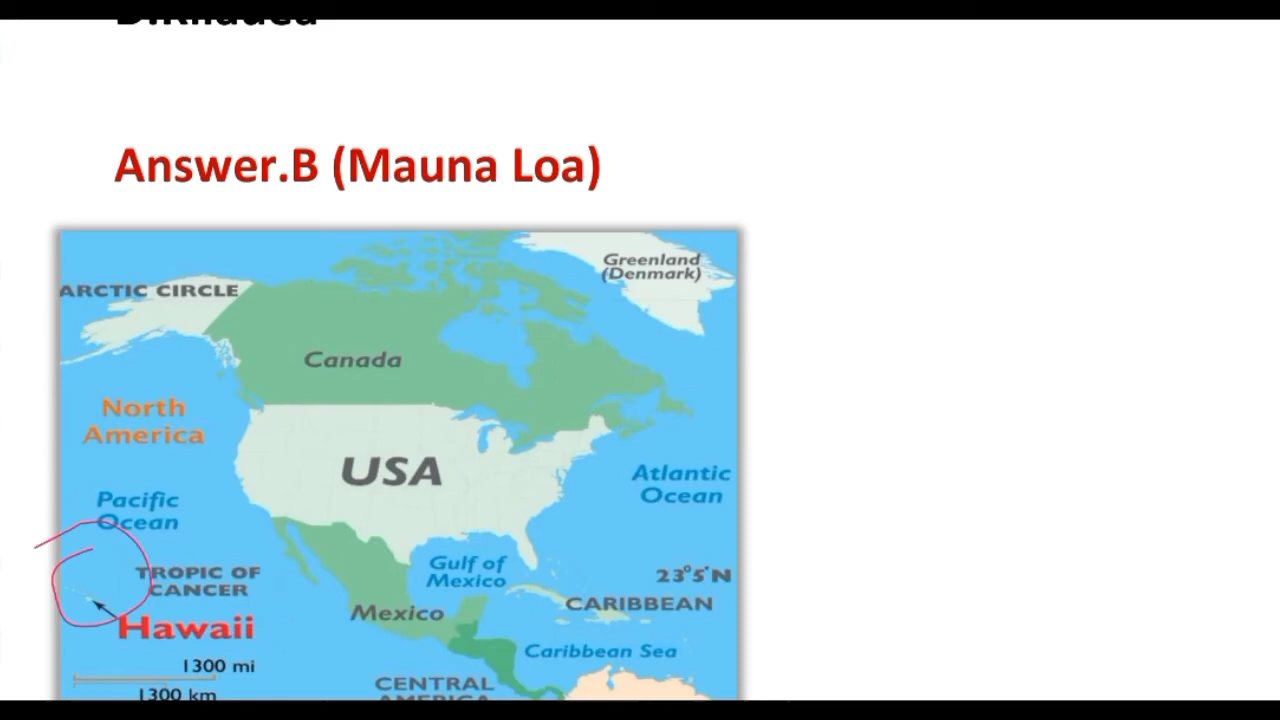 Answer.B (Mauna Loa)
Greenland
(Denmark)
ARCTIC CIRCLE
Canada
North
America
USA
Atlantic
Ocean
Pacific
Ocean
Gulf of
Mexico
TROPIC OF
CANCER
23°5'N
CARIBBEAN
Mexico
Hawaii
Caribbean Sea
1300 mi
CENTRAL
AMERICA
1300 km